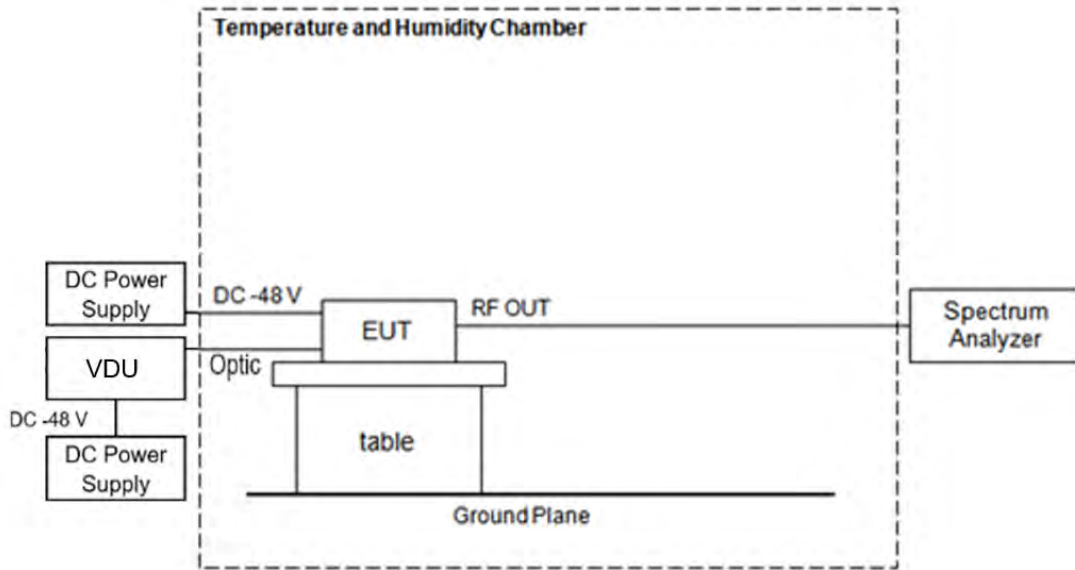 Temperature and Humidity Chamber
DC Power
Supply
DC -48 V
RF OUT
EUT
Spectrum
Analyzer
VDU
Optic
DC -48 V
DC Power
Supply
table
Ground Plane